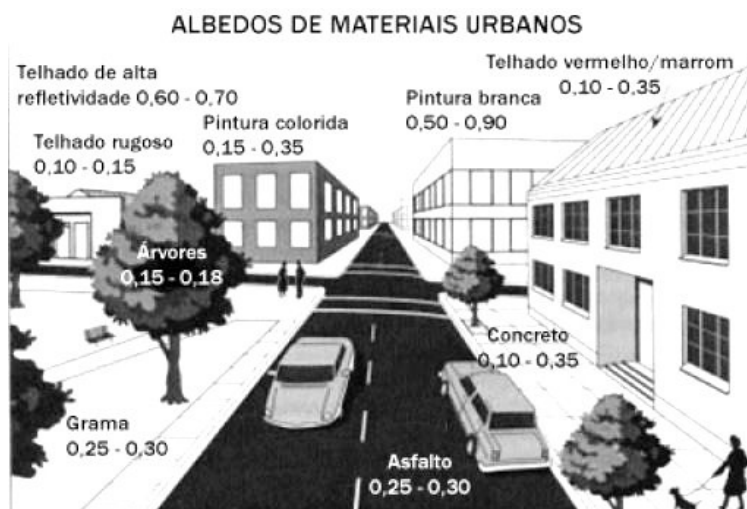 ALBEDOS DE MATERIAIS URBANOS
Telhado de alta
refletividade 0,60 - 0,70
Telhado vermelho/marrom
0,10 - 0,35
Pintura branca
0,50 - 0,90
Pintura colorida
0,15 - 0,35
Telhado rugoso
0,10 - 0,15
Árvores
0,15 - 0,18
Concreto
0,10 - 0,35
Grama
0,25 - 0,30
Asfalto
0,25 - 0,30